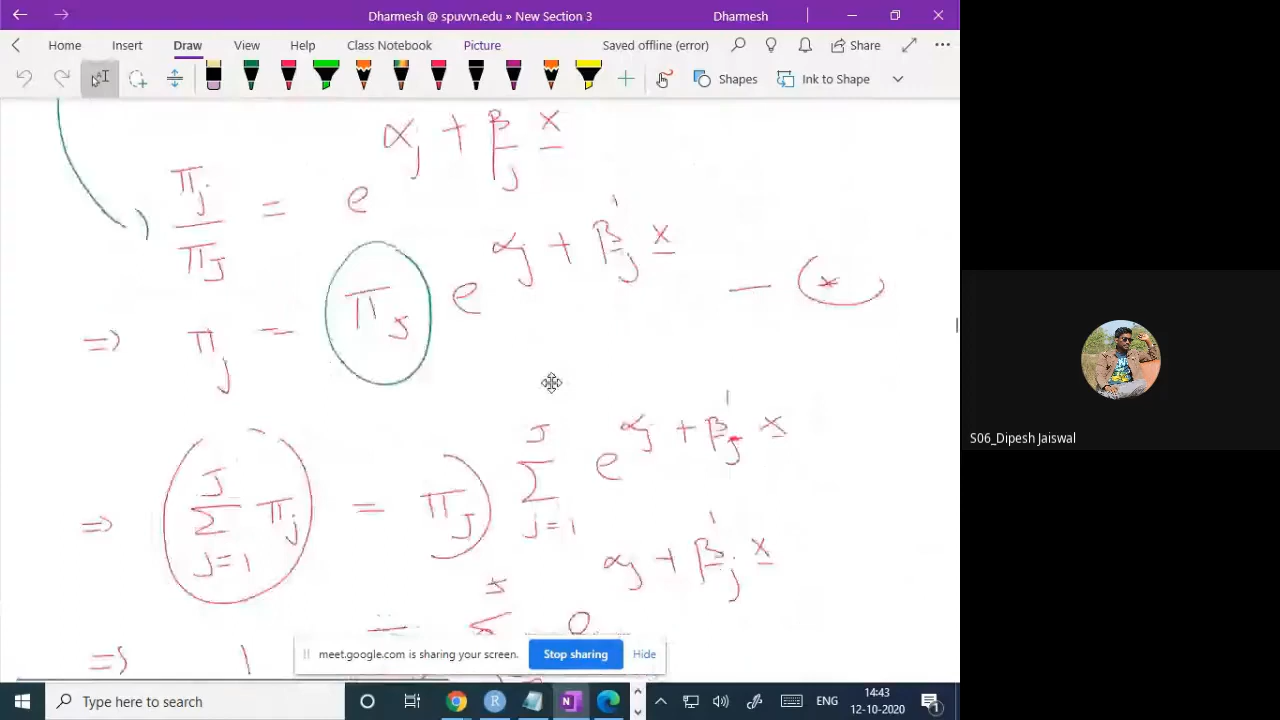 Dharmesh @ spuvvn.edu » New Section 3
Dharmesh
Home Insert Draw View Help Class Notebook Picture Saved offline (error) Share
Shapes Ink to Shape
πj / πJ = e^(αj + βj x)
⇒ πj = πJ e^(αj + βj' x) — (*)
⇒ Σ_{j=1}^{J} πj = πJ Σ_{j=1}^{J} e^(αj + βj' x)
αj + βj' x
⇒ 1 = Σ
meet.google.com is sharing your screen. Stop sharing Hide
S06_Dipesh Jaiswal
Type here to search
ENG
14:43
12-10-2020
1